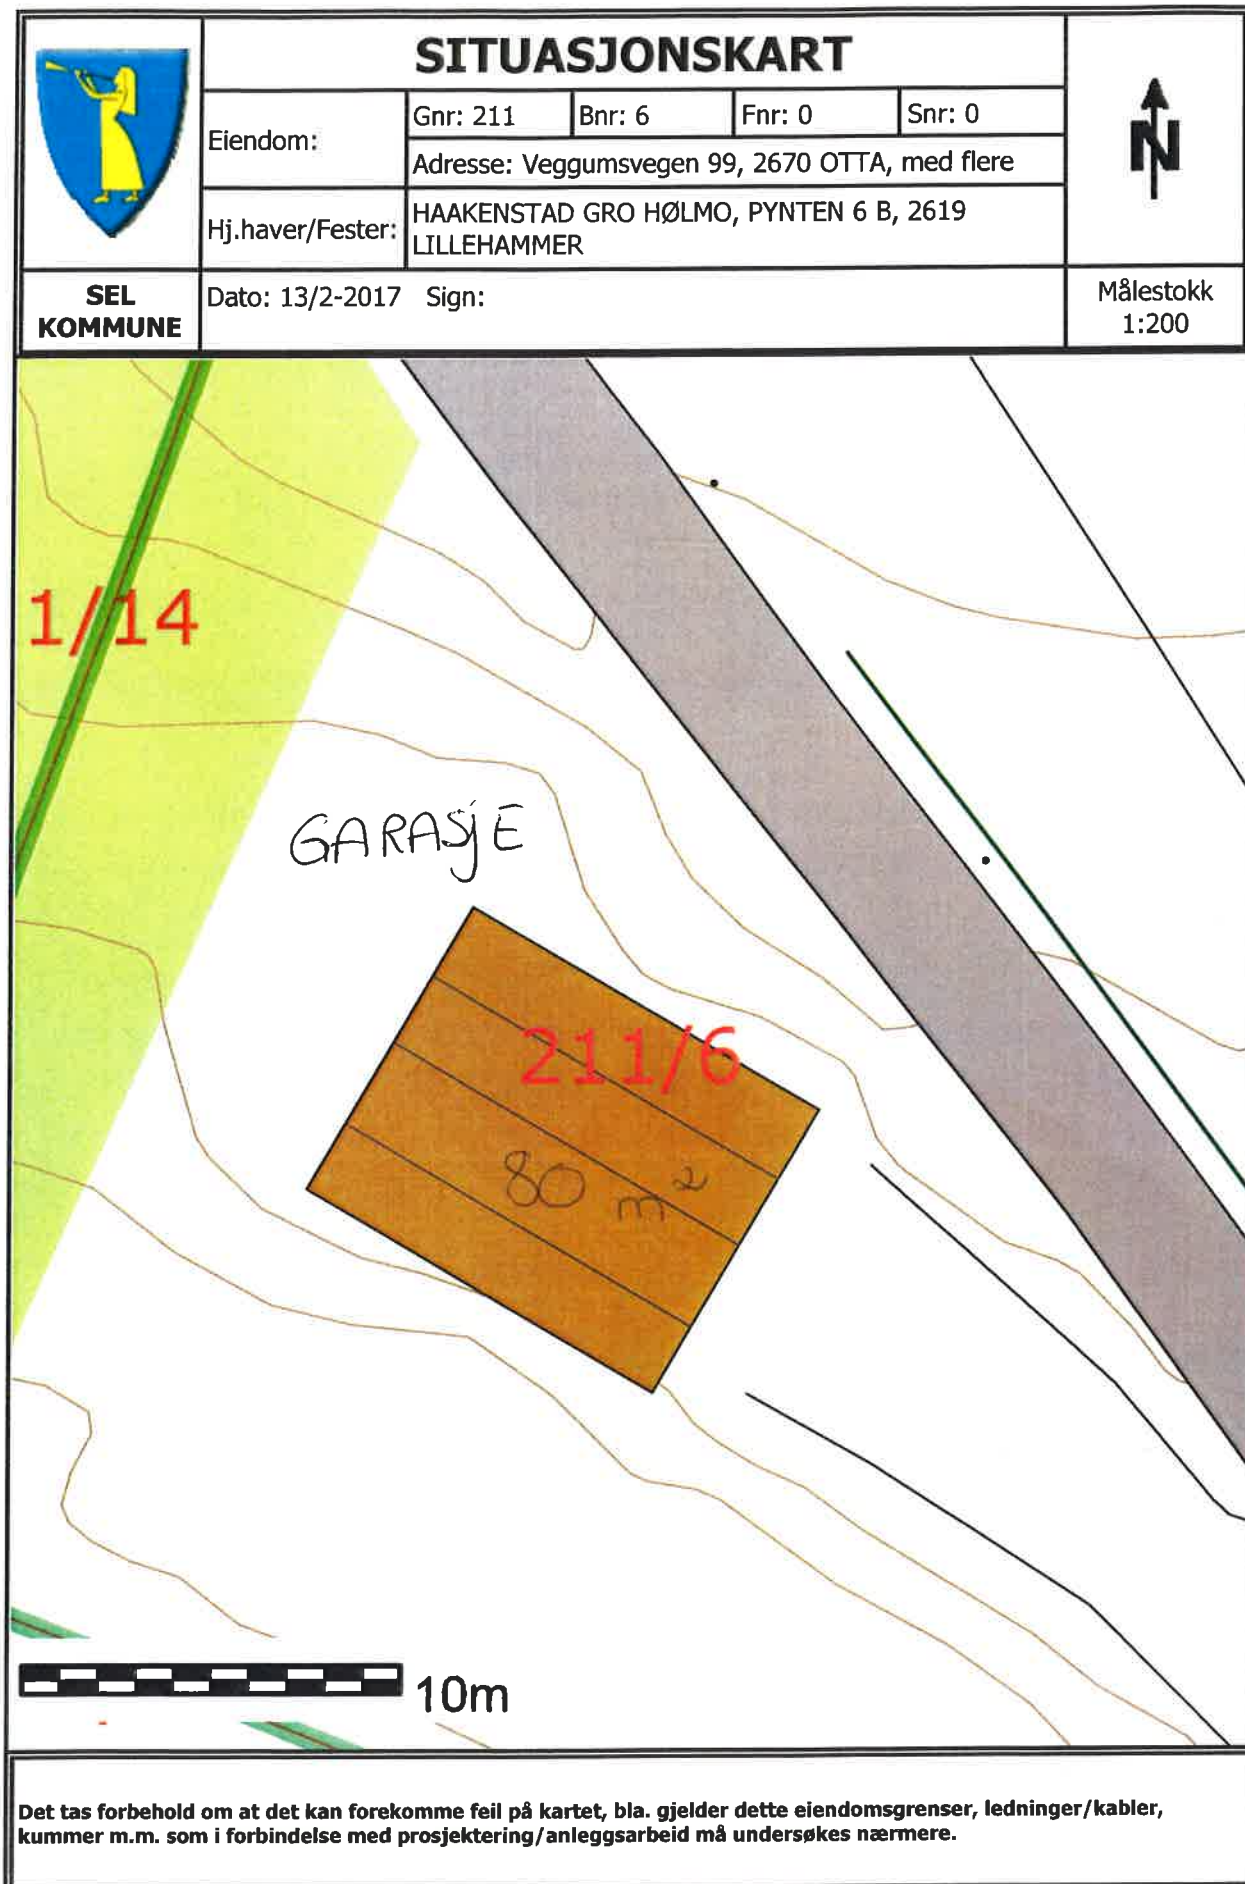 SITUASJONSKART
Eiendom:
Gnr: 211
Bnr: 6
Fnr: 0
Snr: 0
Adresse: Veggumsvegen 99, 2670 OTTA, med flere
Hj.haver/Fester:
HAAKENSTAD GRO HØLMO, PYNTEN 6 B, 2619
LILLEHAMMER
N
SEL
KOMMUNE
Dato: 13/2-2017 Sign:
Målestokk
1:200
1/14
GARASJE
211/6
80 m²
10m
Det tas forbehold om at det kan forekomme feil på kartet, bla. gjelder dette eiendomsgrenser, ledninger/kabler,
kummer m.m. som i forbindelse med prosjektering/anleggsarbeid må undersøkes nærmere.